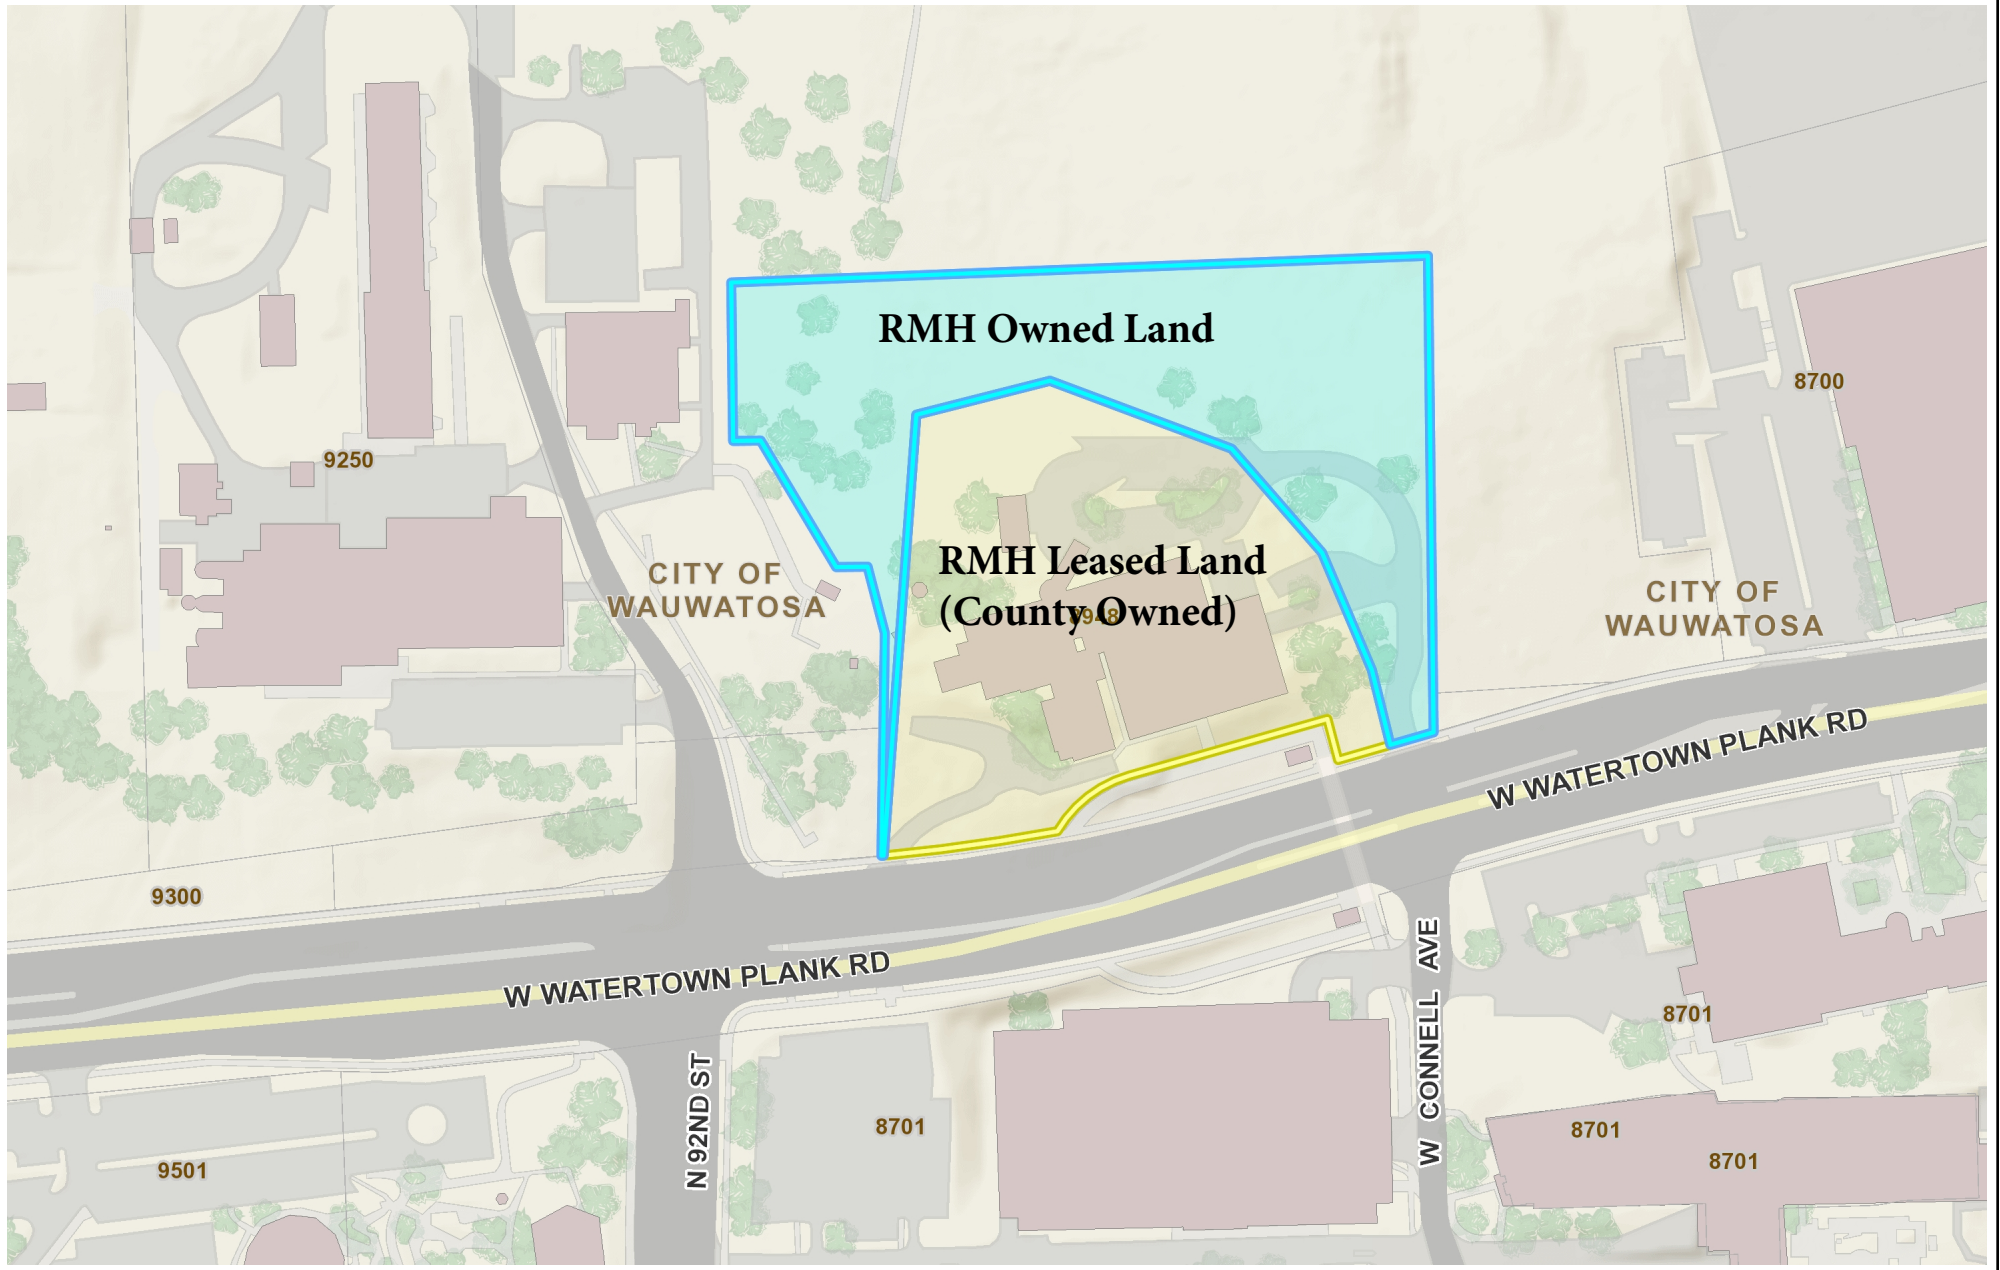 RMH Owned Land
8700
9250
RMH Leased Land
(County Owned)
8948
CITY OF
WAUWATOSA
CITY OF
WAUWATOSA
W WATERTOWN PLANK RD
9300
W WATERTOWN PLANK RD
W CONNELL AVE
8701
N 92ND ST
8701
8701
8701
9501